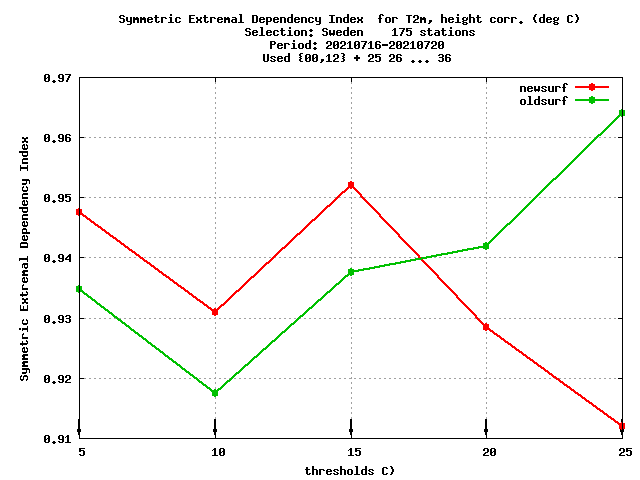 Symmetric Extremal Dependency Index  for T2m, height corr. (deg C)
Selection: Sweden    175 stations
Period: 20210716-20210720
Used {00,12} + 25 26 ... 36
newsurf
oldsurf
Symmetric Extremal Dependency Index
0.97
0.96
0.95
0.94
0.93
0.92
0.91
5 10 15 20 25
thresholds C)